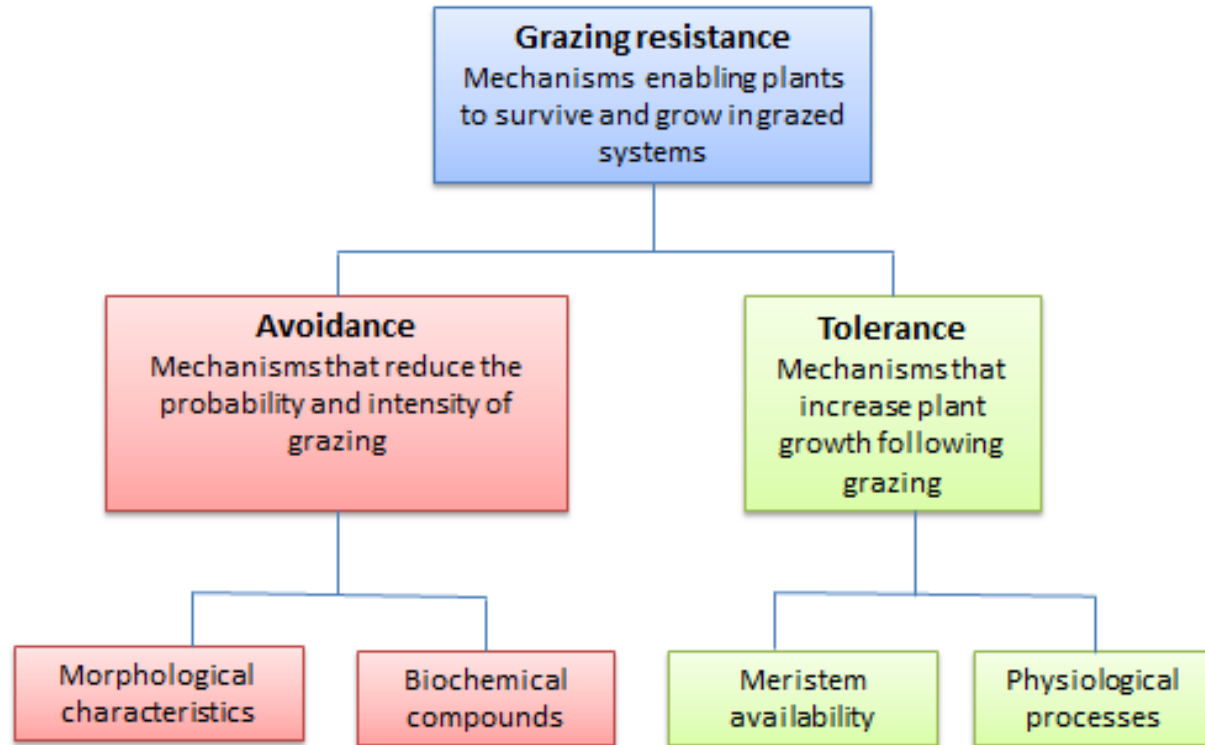 Grazing resistance
Mechanisms enabling plants
to survive and grow in grazed
systems
Avoidance
Mechanisms that reduce the
probability and intensity of
grazing
Tolerance
Mechanisms that
increase plant
growth following
grazing
Morphological
characteristics
Biochemical
compounds
Meristem
availability
Physiological
processes